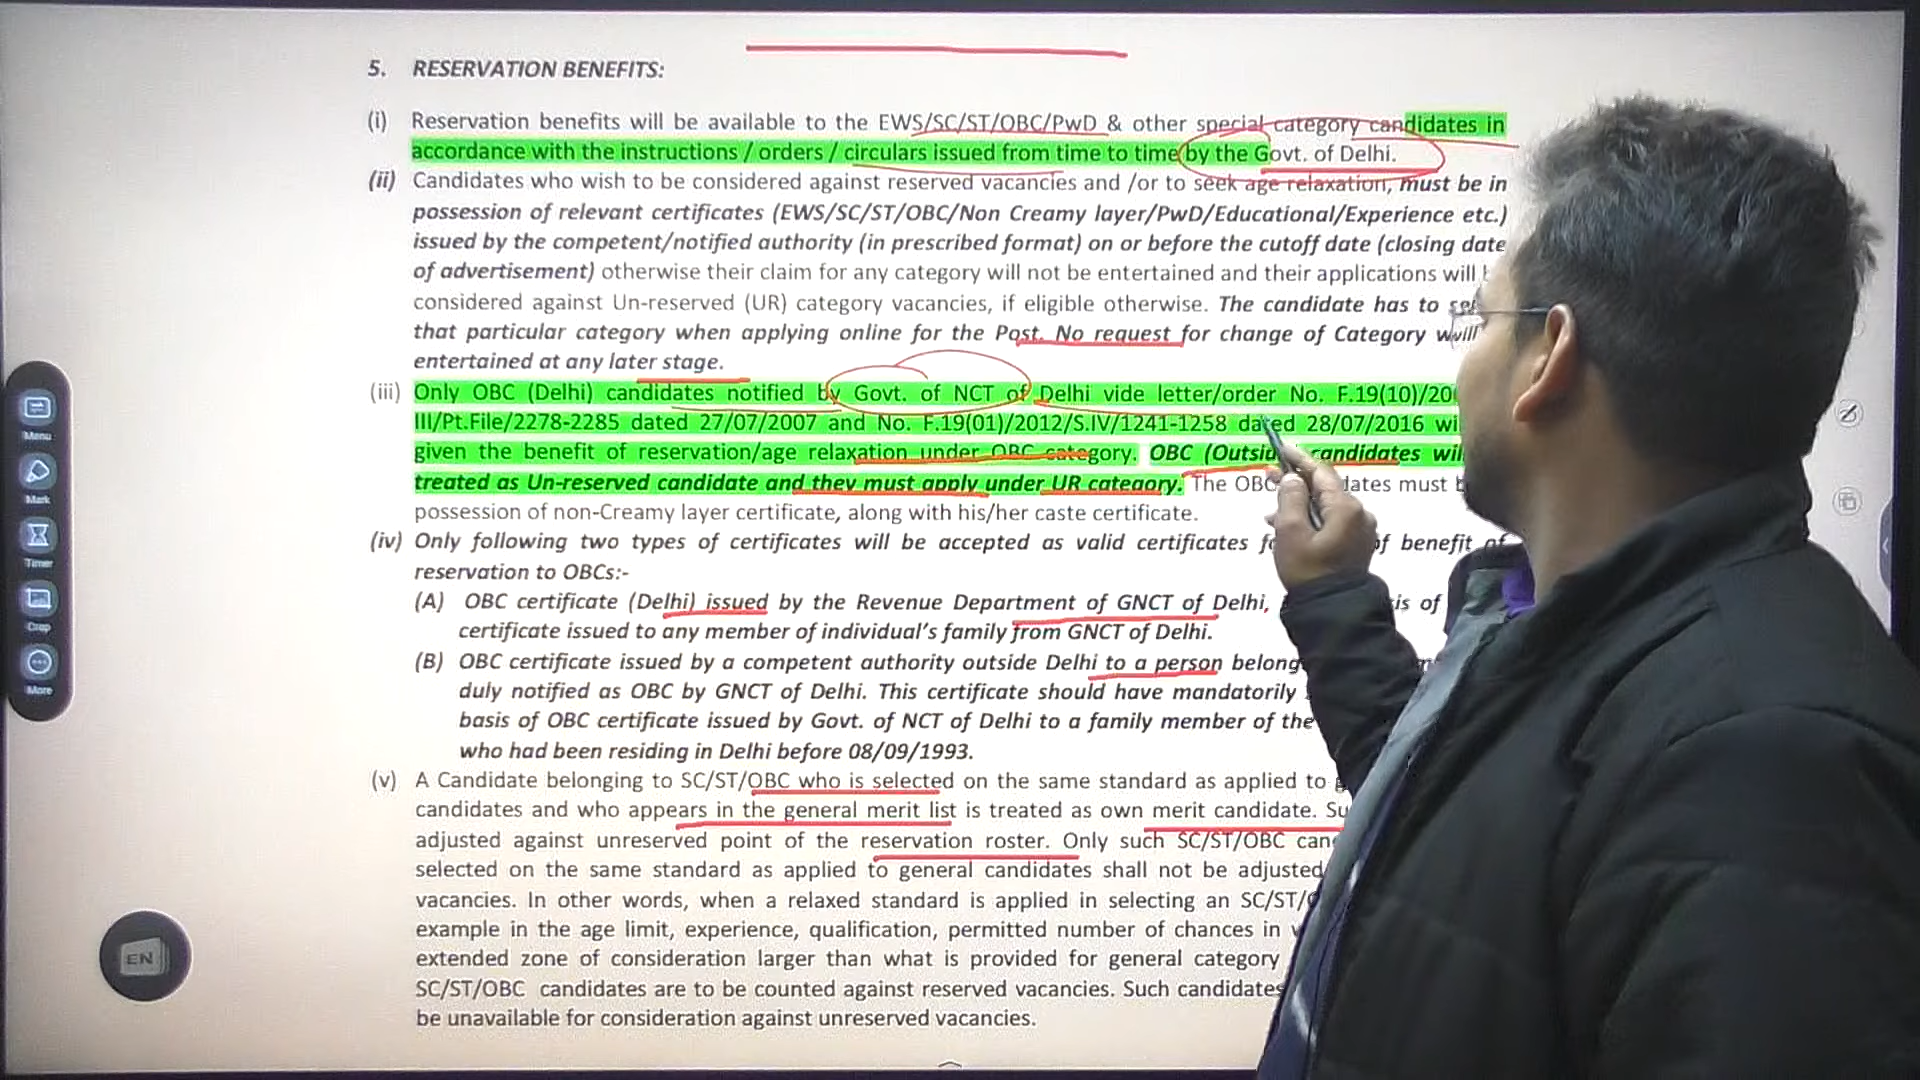 5. RESERVATION BENEFITS:
(i) Reservation benefits will be available to the EWS/SC/ST/OBC/PwD & other special category candidates in
accordance with the instructions / orders / circulars issued from time to time by the Govt. of Delhi.
(ii) Candidates who wish to be considered against reserved vacancies and /or to seek age relaxation, must be in
possession of relevant certificates (EWS/SC/ST/OBC/Non Creamy layer/PwD/Educational/Experience etc.)
issued by the competent/notified authority (in prescribed format) on or before the cutoff date (closing date
of advertisement) otherwise their claim for any category will not be entertained and their applications will
considered against Un-reserved (UR) category vacancies, if eligible otherwise. The candidate has to
that particular category when applying online for the Post. No request for change of Category will
entertained at any later stage.
(iii) Only OBC (Delhi) candidates notified by Govt. of NCT of Delhi vide letter/order No. F.19(10)/20
III/Pt.File/2278-2285 dated 27/07/2007 and No. F.19(01)/2012/S.IV/1241-1258 dated 28/07/2016
given the benefit of reservation/age relaxation under OBC category. OBC (Outside candidates
treated as Un-reserved candidate and they must apply under UR category. The OBC must
possession of non-Creamy layer certificate, along with his/her caste certificate.
(iv) Only following two types of certificates will be accepted as valid certificates of benefit of
reservation to OBCs:-
(A) OBC certificate (Delhi) issued by the Revenue Department of GNCT of Delhi, of
certificate issued to any member of individual's family from GNCT of Delhi.
(B) OBC certificate issued by a competent authority outside Delhi to a person
duly notified as OBC by GNCT of Delhi. This certificate should have mandatorily
basis of OBC certificate issued by Govt. of NCT of Delhi to a family member of the
who had been residing in Delhi before 08/09/1993.
(v) A Candidate belonging to SC/ST/OBC who is selected on the same standard as applied to
candidates and who appears in the general merit list is treated as own merit candidate.
adjusted against unreserved point of the reservation roster. Only such SC/ST/OBC
selected on the same standard as applied to general candidates shall not be adjusted
vacancies. In other words, when a relaxed standard is applied in selecting an SC/ST/
example in the age limit, experience, qualification, permitted number of chances in
extended zone of consideration larger than what is provided for general category
SC/ST/OBC candidates are to be counted against reserved vacancies. Such candidates
be unavailable for consideration against unreserved vacancies.
Menu
Mark
Timer
Crop
More
EN